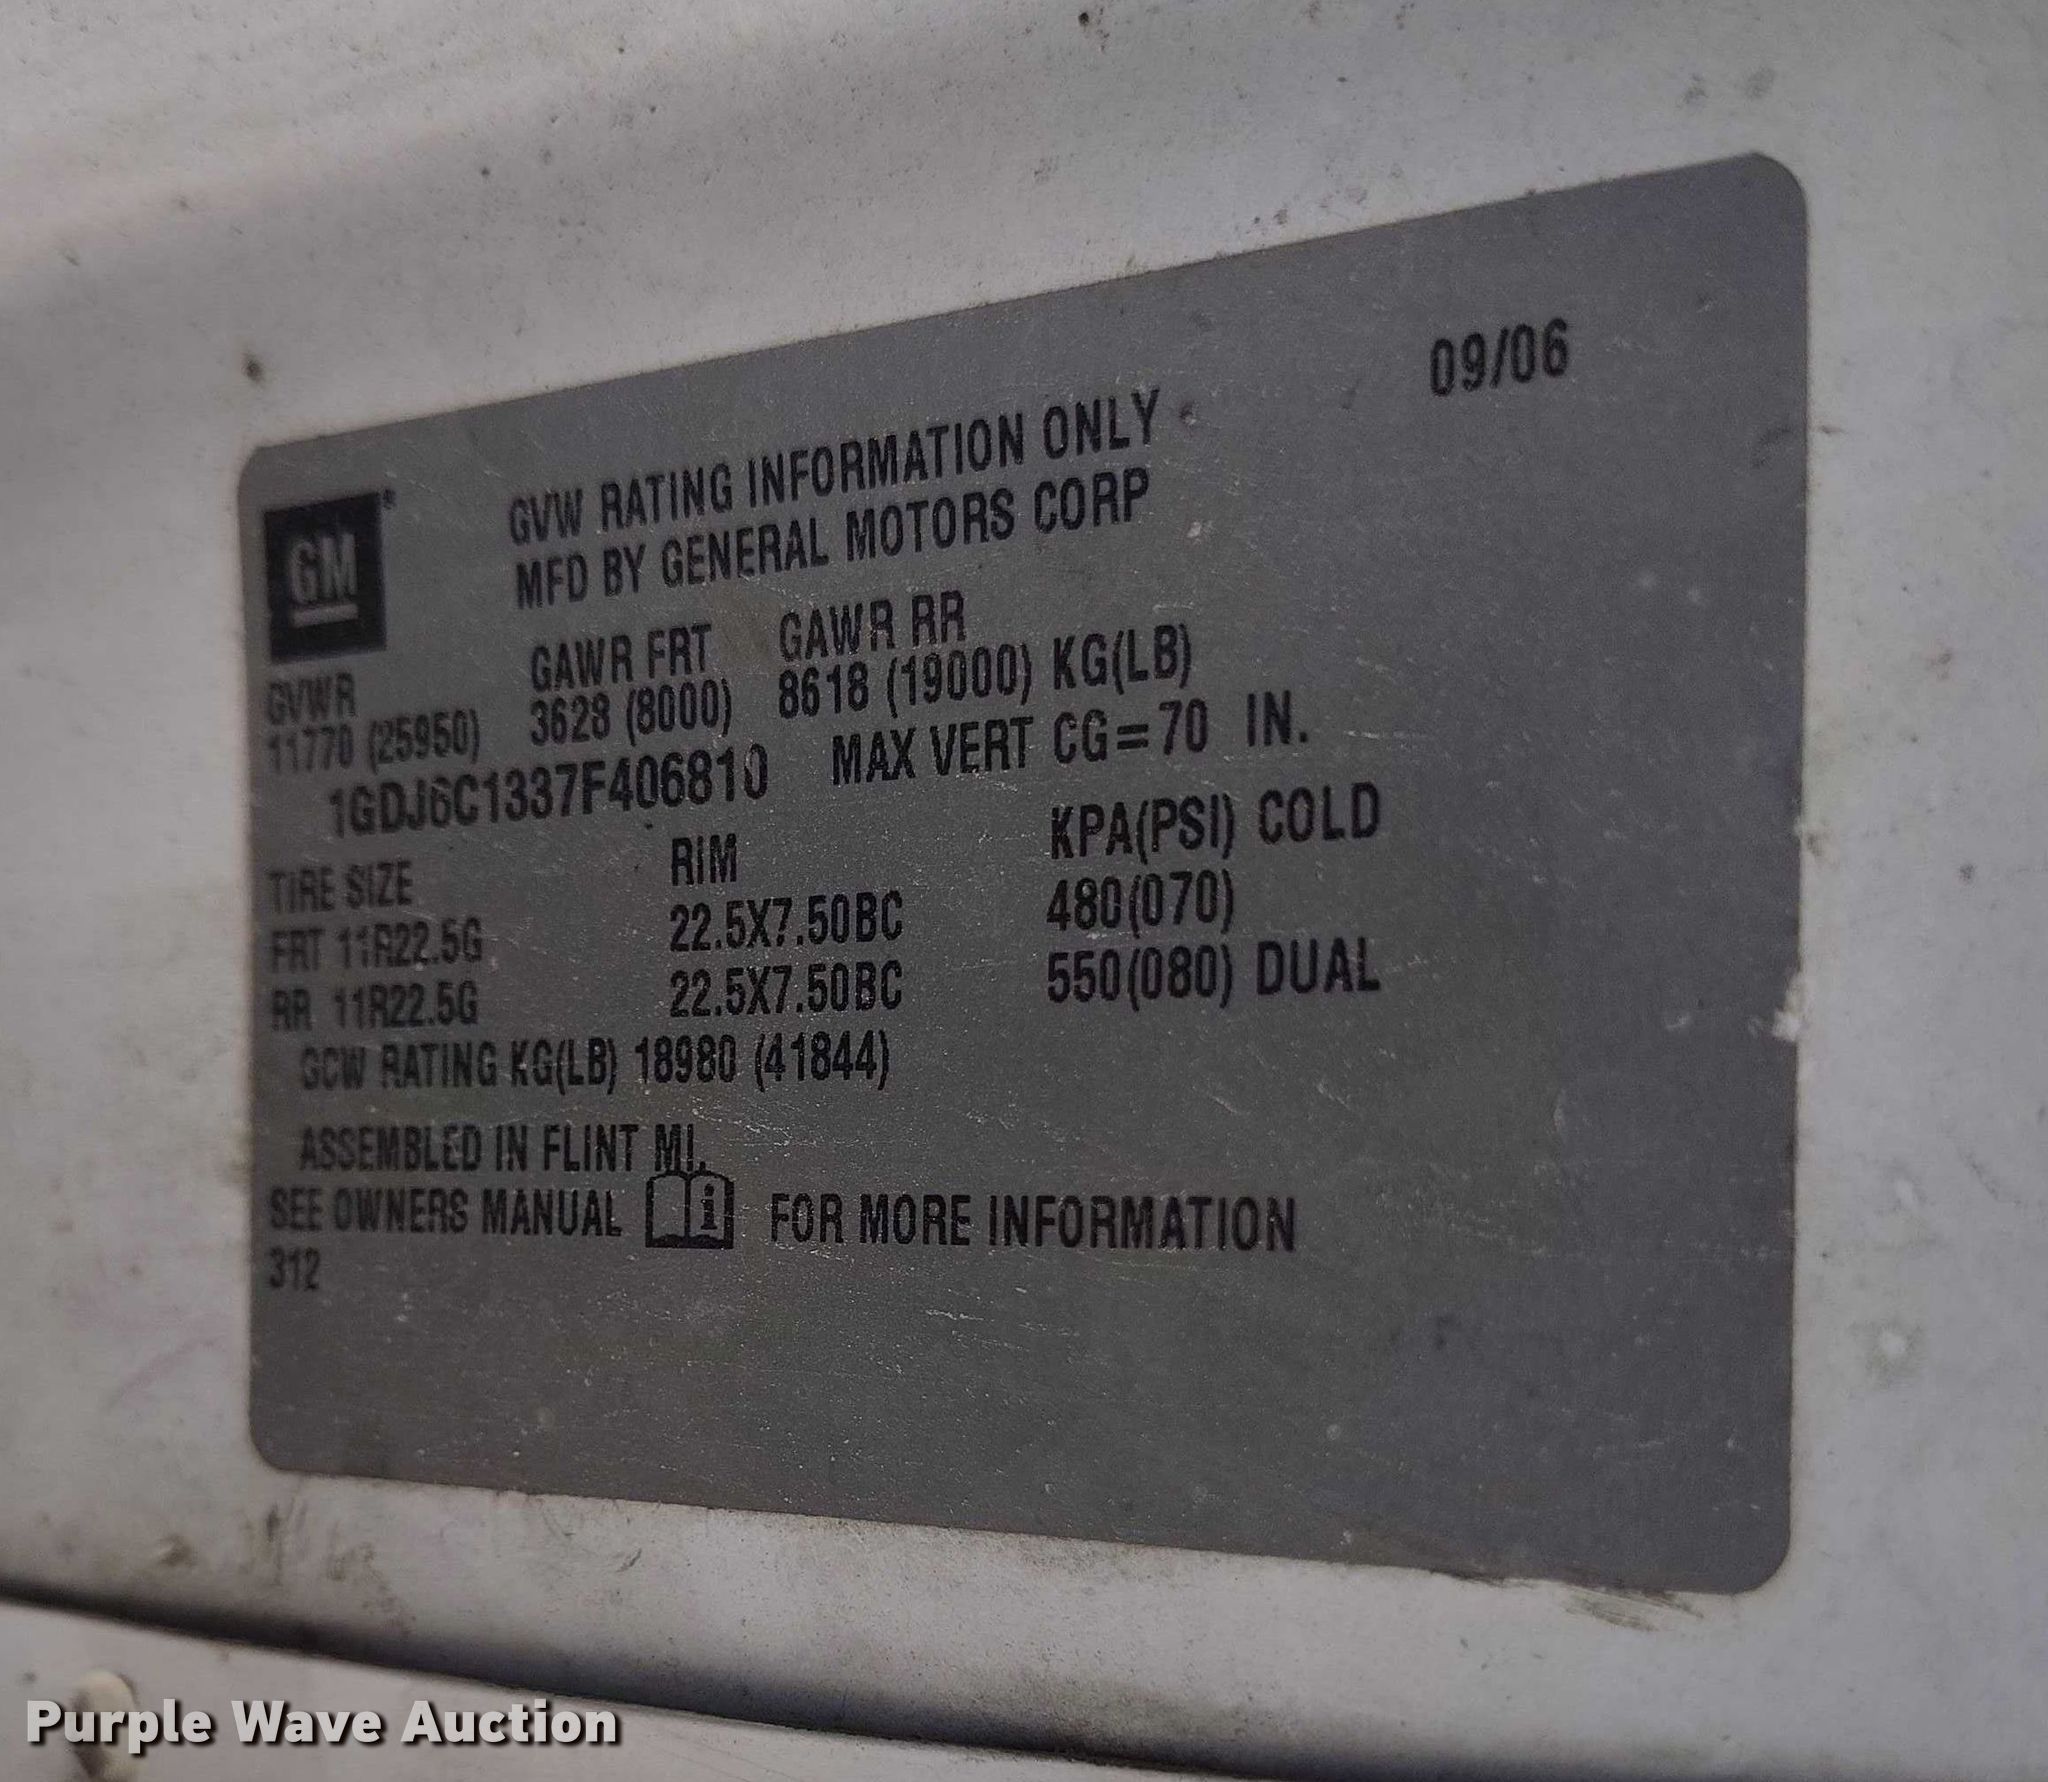 09/06
GM®
GVW RATING INFORMATION ONLY
MFD BY GENERAL MOTORS CORP
GVWR GAWR FRT GAWR RR
11770 (25950) 3628 (8000) 8618 (19000) KG(LB)
1GDJ6C1337F406810 MAX VERT CG=70 IN.
TIRE SIZE RIM KPA(PSI) COLD
FRT 11R22.5G 22.5X7.50BC 480(070)
RR 11R22.5G 22.5X7.50BC 550(080) DUAL
GCW RATING KG(LB) 18980 (41844)
ASSEMBLED IN FLINT MI.
SEE OWNERS MANUAL i FOR MORE INFORMATION
312
Purple Wave Auction